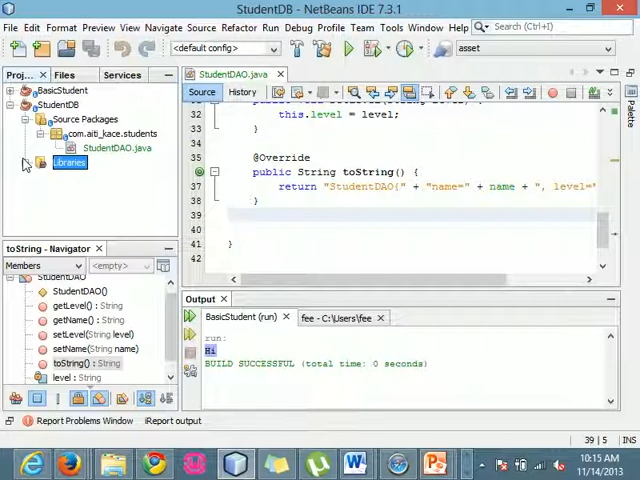 StudentDB - NetBeans IDE 7.3.1
File Edit Format View Navigate Source Refactor Run Debug Profile Team Tools Search (Ctrl+I)
<default config> asset
Proj... Files Services
BasicStudent
StudentDB
Source Packages
com.aiti_kace.students
StudentDAO.java
Libraries
toString - Navigator
Members <empty>
StudentDAO
StudentDAO()
getLevel() : String
getName() : String
setLevel(String level)
setName(String name)
toString() : String
level : String
StudentDAO.java
Source History
32 this.level = level;
33 }
34
35 @Override
36 public String toString() {
37 return "StudentDAO{" + "name=" + name + ", level="
38 }
39
40
41 }
42
Palette
Output
BasicStudent (run) fee - C:\Users\fee
run:
Hi
BUILD SUCCESSFUL (total time: 0 seconds)
Report Problems Window iReport output
39 | 5 INS
10:15 AM
11/14/2013